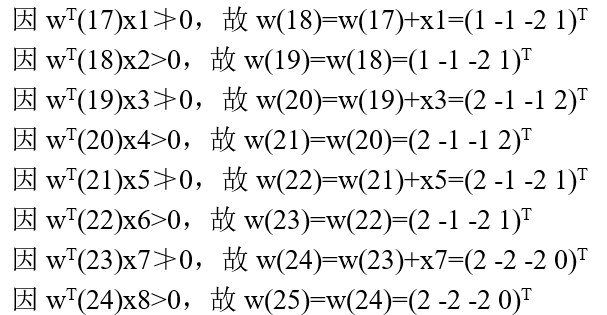 因 wᵀ(17)x1≯0，故 w(18)=w(17)+x1=(1 -1 -2 1)ᵀ
因 wᵀ(18)x2>0，故 w(19)=w(18)=(1 -1 -2 1)ᵀ
因 wᵀ(19)x3≯0，故 w(20)=w(19)+x3=(2 -1 -1 2)ᵀ
因 wᵀ(20)x4>0，故 w(21)=w(20)=(2 -1 -1 2)ᵀ
因 wᵀ(21)x5≯0，故 w(22)=w(21)+x5=(2 -1 -2 1)ᵀ
因 wᵀ(22)x6>0，故 w(23)=w(22)=(2 -1 -2 1)ᵀ
因 wᵀ(23)x7≯0，故 w(24)=w(23)+x7=(2 -2 -2 0)ᵀ
因 wᵀ(24)x8>0，故 w(25)=w(24)=(2 -2 -2 0)ᵀ